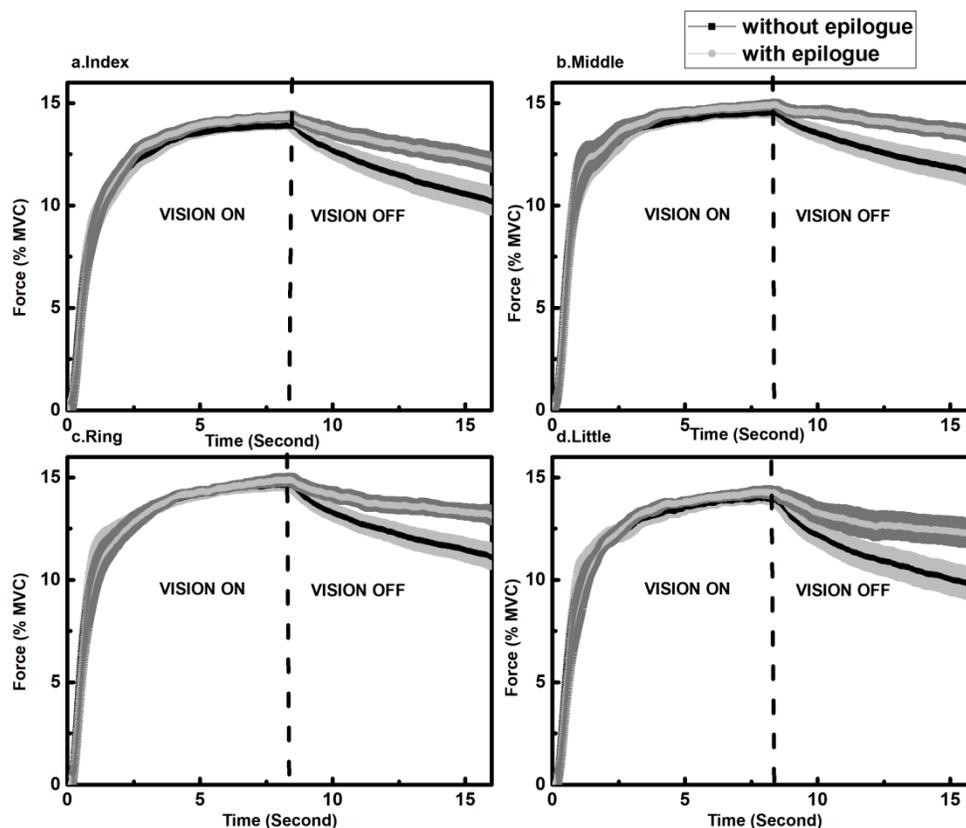 without epilogue
with epilogue
a.Index
15
10
5
0
Force (% MVC)
VISION ON
VISION OFF
0
5
10
15
Time (Second)
b.Middle
15
10
5
0
Force (% MVC)
VISION ON
VISION OFF
0
5
10
15
Time (Second)
c.Ring
15
10
5
0
Force (% MVC)
VISION ON
VISION OFF
0
5
10
15
Time (Second)
d.Little
15
10
5
0
Force (% MVC)
VISION ON
VISION OFF
0
5
10
15
Time (Second)